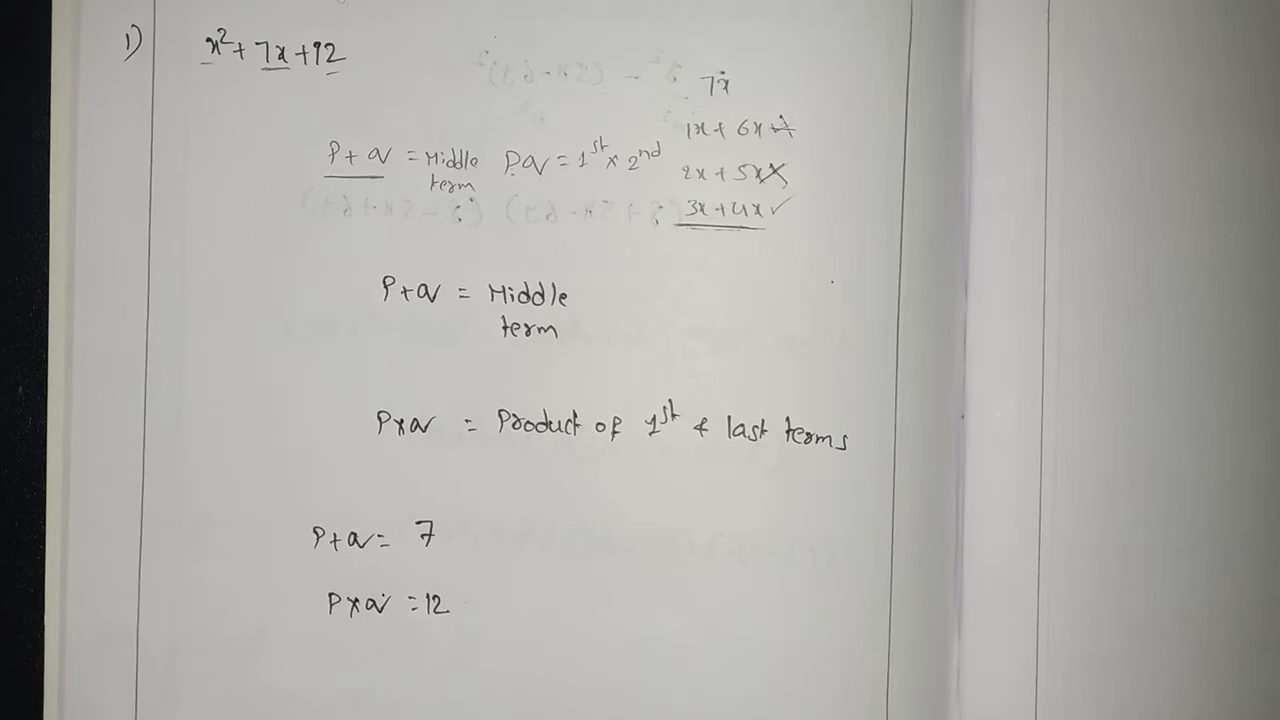 1) x² + 7x + 12
7x
1x + 6x ✗
P + Q = Middle term PQ = 1st x 2nd
2x + 5x ✗
3x + 4x ✓
P + Q = Middle
term
P x Q = Product of 1st & last terms
P + Q = 7
P x Q = 12